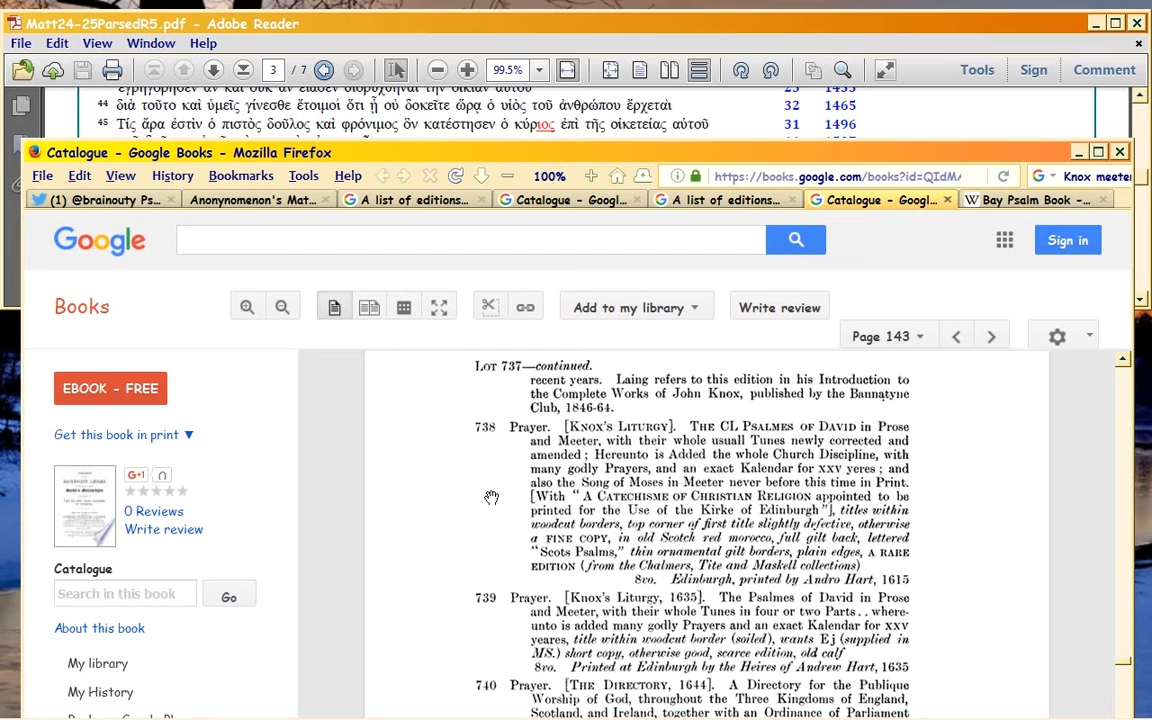 Matt24-25ParsedR5.pdf - Adobe Reader
File Edit View Window Help
3 / 7 99.5% Tools Sign Comment
44 διὰ τοῦτο καὶ ὑμεῖς γίνεσθε ἕτοιμοι ὅτι ᾗ οὐ δοκεῖτε ὥρᾳ ὁ υἱὸς τοῦ ἀνθρώπου ἔρχεται 32 1465
45 Τίς ἄρα ἐστὶν ὁ πιστὸς δοῦλος καὶ φρόνιμος ὃν κατέστησεν ὁ κύριος ἐπὶ τῆς οἰκετείας αὐτοῦ 31 1496
Catalogue - Google Books - Mozilla Firefox
File Edit View History Bookmarks Tools Help 100% https://books.google.com/books?id=QIdM Knox meeter
(1) @brainouty Ps... Anonynomenon's Mat... A list of editions... Catalogue - Googl... A list of editions... Catalogue - Googl... Bay Psalm Book -...
Google Sign in
Books Add to my library Write review
Page 143
EBOOK - FREE
Get this book in print ▼
G+1 0
0 Reviews
Write review
Catalogue
Search in this book Go
About this book
My library
My History
LOT 737—continued.
recent years. Laing refers to this edition in his Introduction to
the Complete Works of John Knox, published by the Bannatyne
Club, 1846-64.
738 Prayer. [KNOX'S LITURGY]. THE CL PSALMES OF DAVID in Prose
and Meeter, with their whole usuall Tunes newly corrected and
amended; Hereunto is Added the whole Church Discipline, with
many godly Prayers, and an exact Kalendar for XXV yeres; and
also the Song of Moses in Meeter never before this time in Print.
[With "A CATECHISME OF CHRISTIAN RELIGION appointed to be
printed for the Use of the Kirke of Edinburgh"], titles within
woodcut borders, top corner of first title slightly defective, otherwise
a FINE COPY, in old Scotch red morocco, full gilt back, lettered
"Scots Psalms," thin ornamental gilt borders, plain edges, A RARE
EDITION (from the Chalmers, Tite and Maskell collections)
8vo. Edinburgh, printed by Andro Hart, 1615
739 Prayer. [Knox's Liturgy, 1635]. The Psalmes of David in Prose
and Meeter, with their whole Tunes in four or two Parts . . where-
unto is added many godly Prayers and an exact Kalendar for XXV
yeares, title within woodcut border (soiled), wants E j (supplied in
MS.) short copy, otherwise good, scarce edition, old calf
8vo. Printed at Edinburgh by the Heires of Andrew Hart, 1635
740 Prayer. [THE DIRECTORY, 1644]. A Directory for the Publique
Worship of God, throughout the Three Kingdoms of England,
Scotland, and Ireland, together with an Ordinance of Parliament